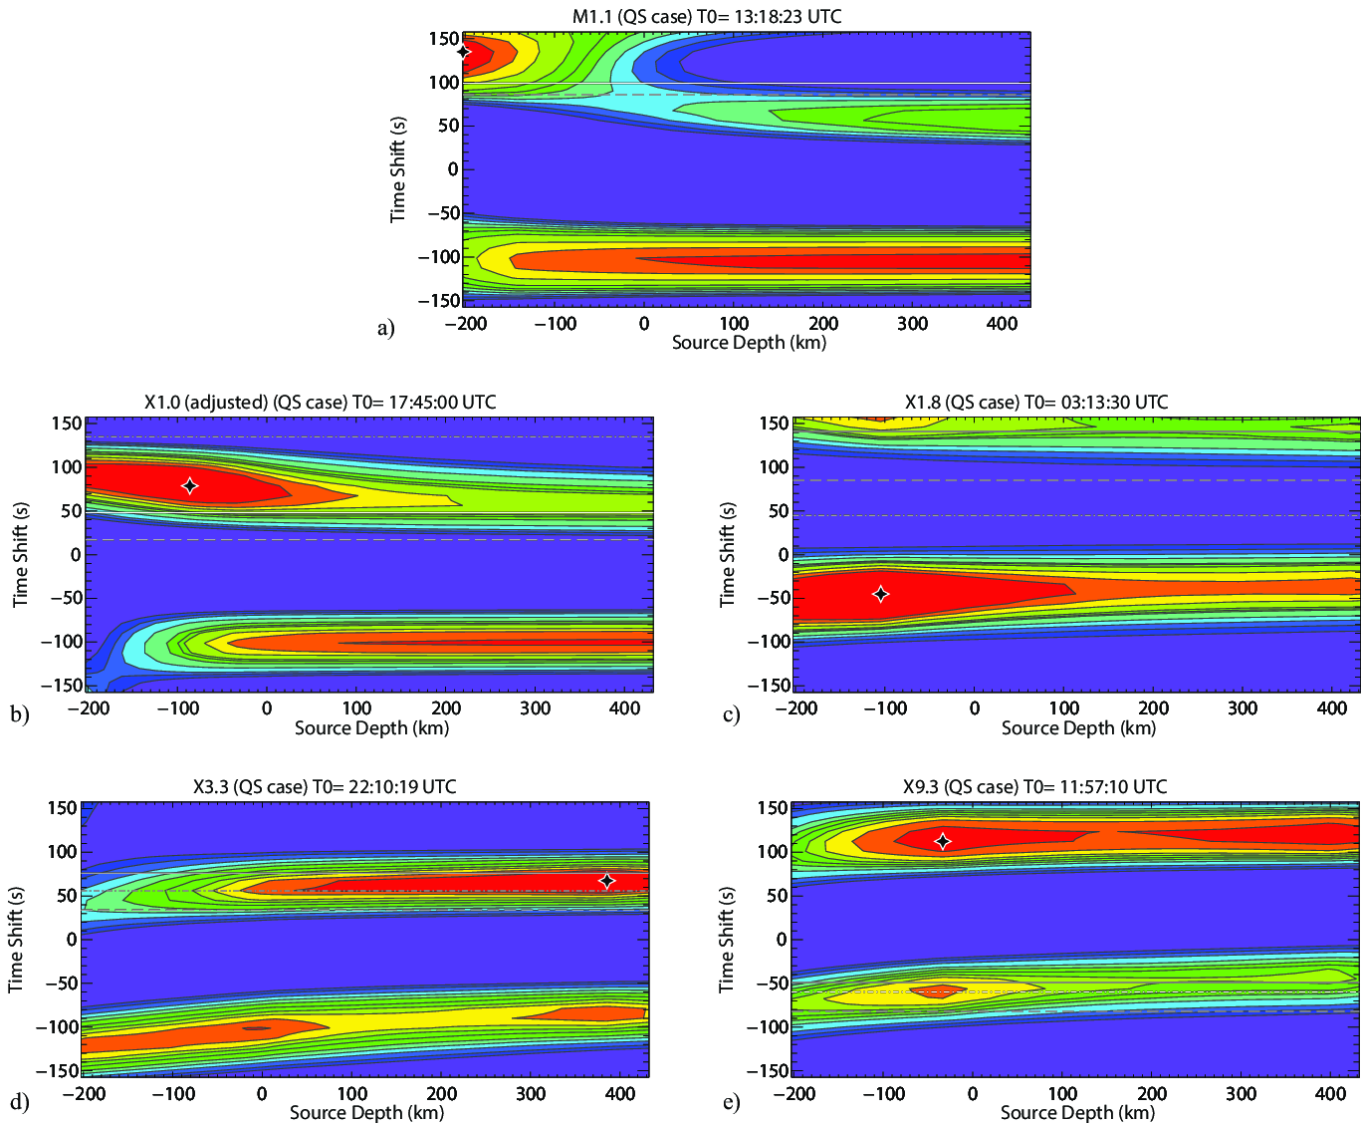 M1.1 (QS case) T0= 13:18:23 UTC
150
100
50
0
−50
−100
−150
Time Shift (s)
−200 −100 0 100 200 300 400
Source Depth (km)
a)
X1.0 (adjusted) (QS case) T0= 17:45:00 UTC
150
100
50
0
−50
−100
−150
Time Shift (s)
−200 −100 0 100 200 300 400
Source Depth (km)
b)
X1.8 (QS case) T0= 03:13:30 UTC
150
100
50
0
−50
−100
−150
Time Shift (s)
−200 −100 0 100 200 300 400
Source Depth (km)
c)
X3.3 (QS case) T0= 22:10:19 UTC
150
100
50
0
−50
−100
−150
Time Shift (s)
−200 −100 0 100 200 300 400
Source Depth (km)
d)
X9.3 (QS case) T0= 11:57:10 UTC
150
100
50
0
−50
−100
−150
Time Shift (s)
−200 −100 0 100 200 300 400
Source Depth (km)
e)